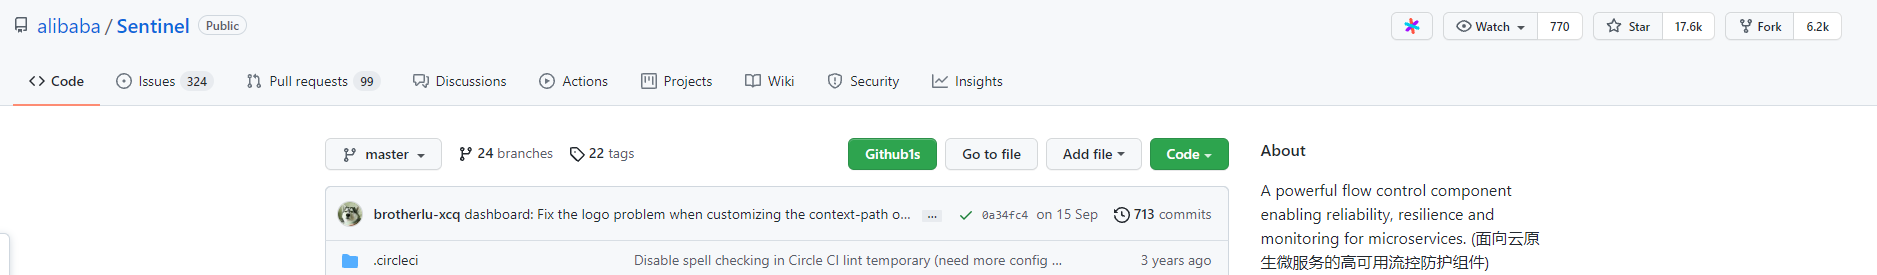 alibaba / Sentinel Public
Watch 770 Star 17.6k Fork 6.2k
Code Issues 324 Pull requests 99 Discussions Actions Projects Wiki Security Insights
master 24 branches 22 tags Github1s Go to file Add file Code
brotherlu-xcq dashboard: Fix the logo problem when customizing the context-path o... ... 0a34fc4 on 15 Sep 713 commits
.circleci Disable spell checking in Circle CI lint temporary (need more config ... 3 years ago
About
A powerful flow control component
enabling reliability, resilience and
monitoring for microservices. (面向云原
生微服务的高可用流控防护组件)